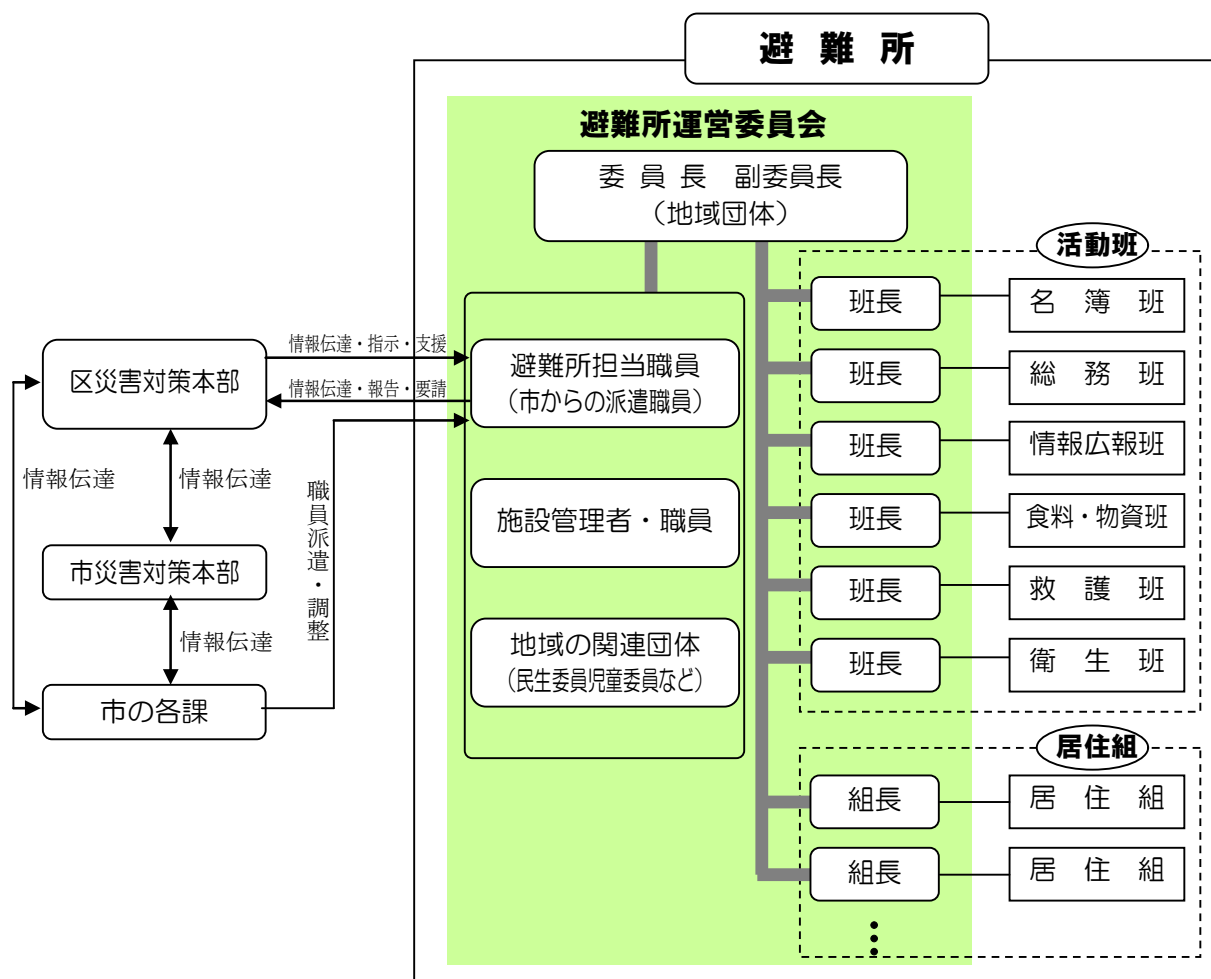 避 難 所
避難所運営委員会
委 員 長 副委員長
（地域団体）
活動班
班長
名 簿 班
班長
総 務 班
班長
情報広報班
班長
食料・物資班
班長
救 護 班
班長
衛 生 班
情報伝達・指示・支援
情報伝達・報告・要請
区災害対策本部
避難所担当職員
（市からの派遣職員）
情報伝達
情報伝達
職員派遣・調整
施設管理者・職員
市災害対策本部
情報伝達
地域の関連団体
（民生委員児童委員など）
市の各課
居住組
組長
居 住 組
組長
居 住 組